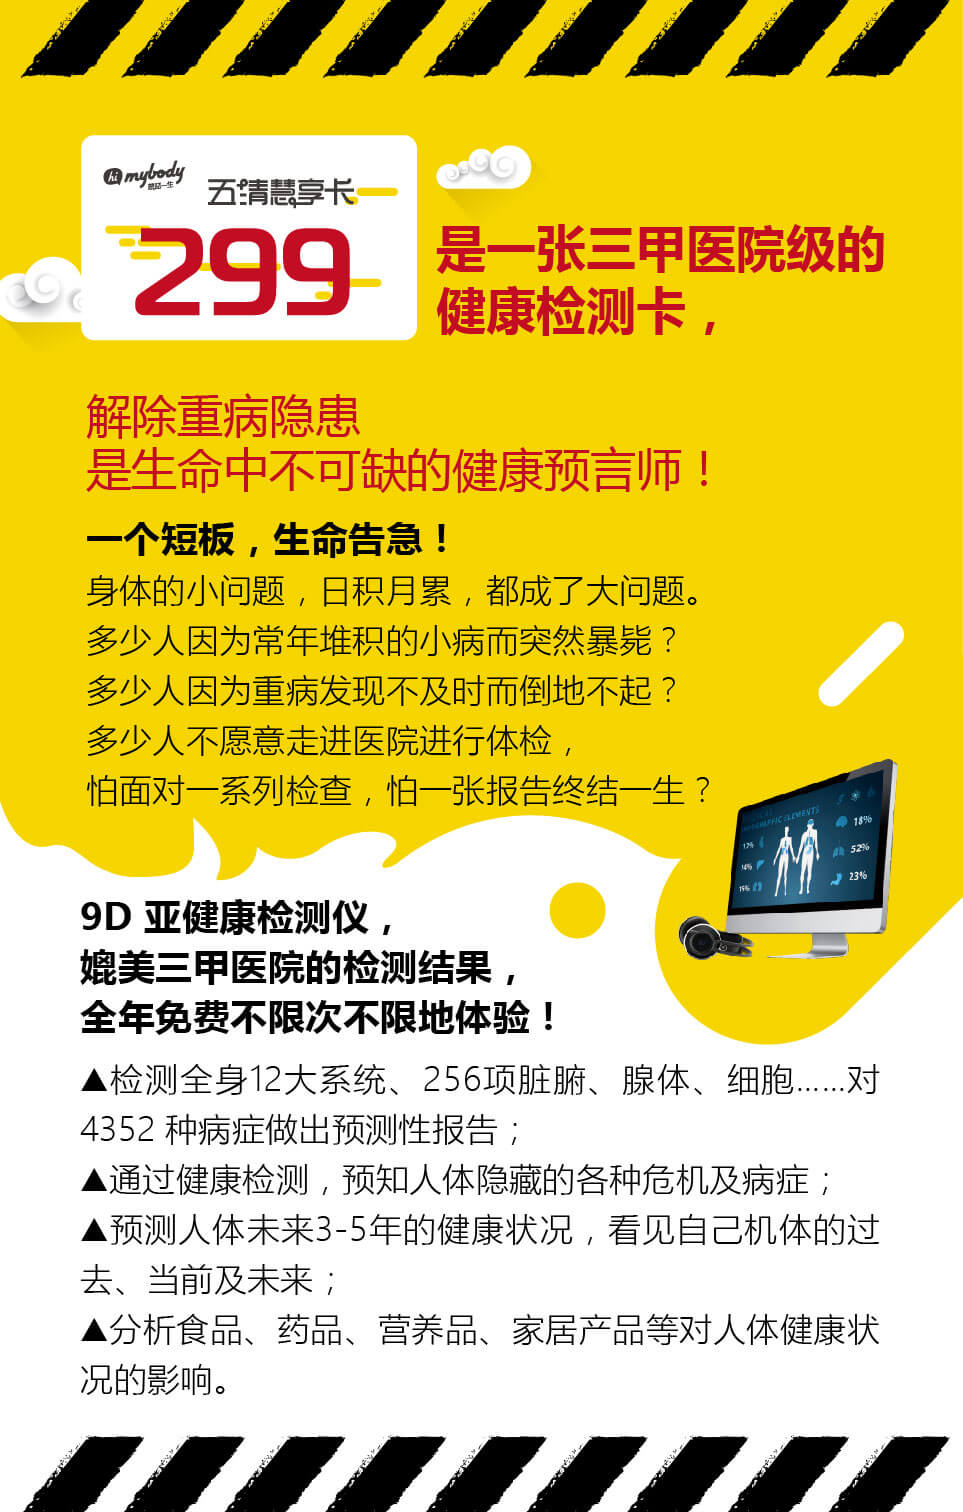 hi mybody
五清慧享卡
299
是一张三甲医院级的
健康检测卡，
解除重病隐患
是生命中不可缺的健康预言师！
一个短板，生命告急！
身体的小问题，日积月累，都成了大问题。
多少人因为常年堆积的小病而突然暴毙？
多少人因为重病发现不及时而倒地不起？
多少人不愿意走进医院进行体检，
怕面对一系列检查，怕一张报告终结一生？
INFOGRAPHIC ELEMENTS
18%
52%
23%
9D 亚健康检测仪，
媲美三甲医院的检测结果，
全年免费不限次不限地体验！
▲检测全身12大系统、256项脏腑、腺体、细胞……对
4352 种病症做出预测性报告；
▲通过健康检测，预知人体隐藏的各种危机及病症；
▲预测人体未来3-5年的健康状况，看见自己机体的过
去、当前及未来；
▲分析食品、药品、营养品、家居产品等对人体健康状
况的影响。